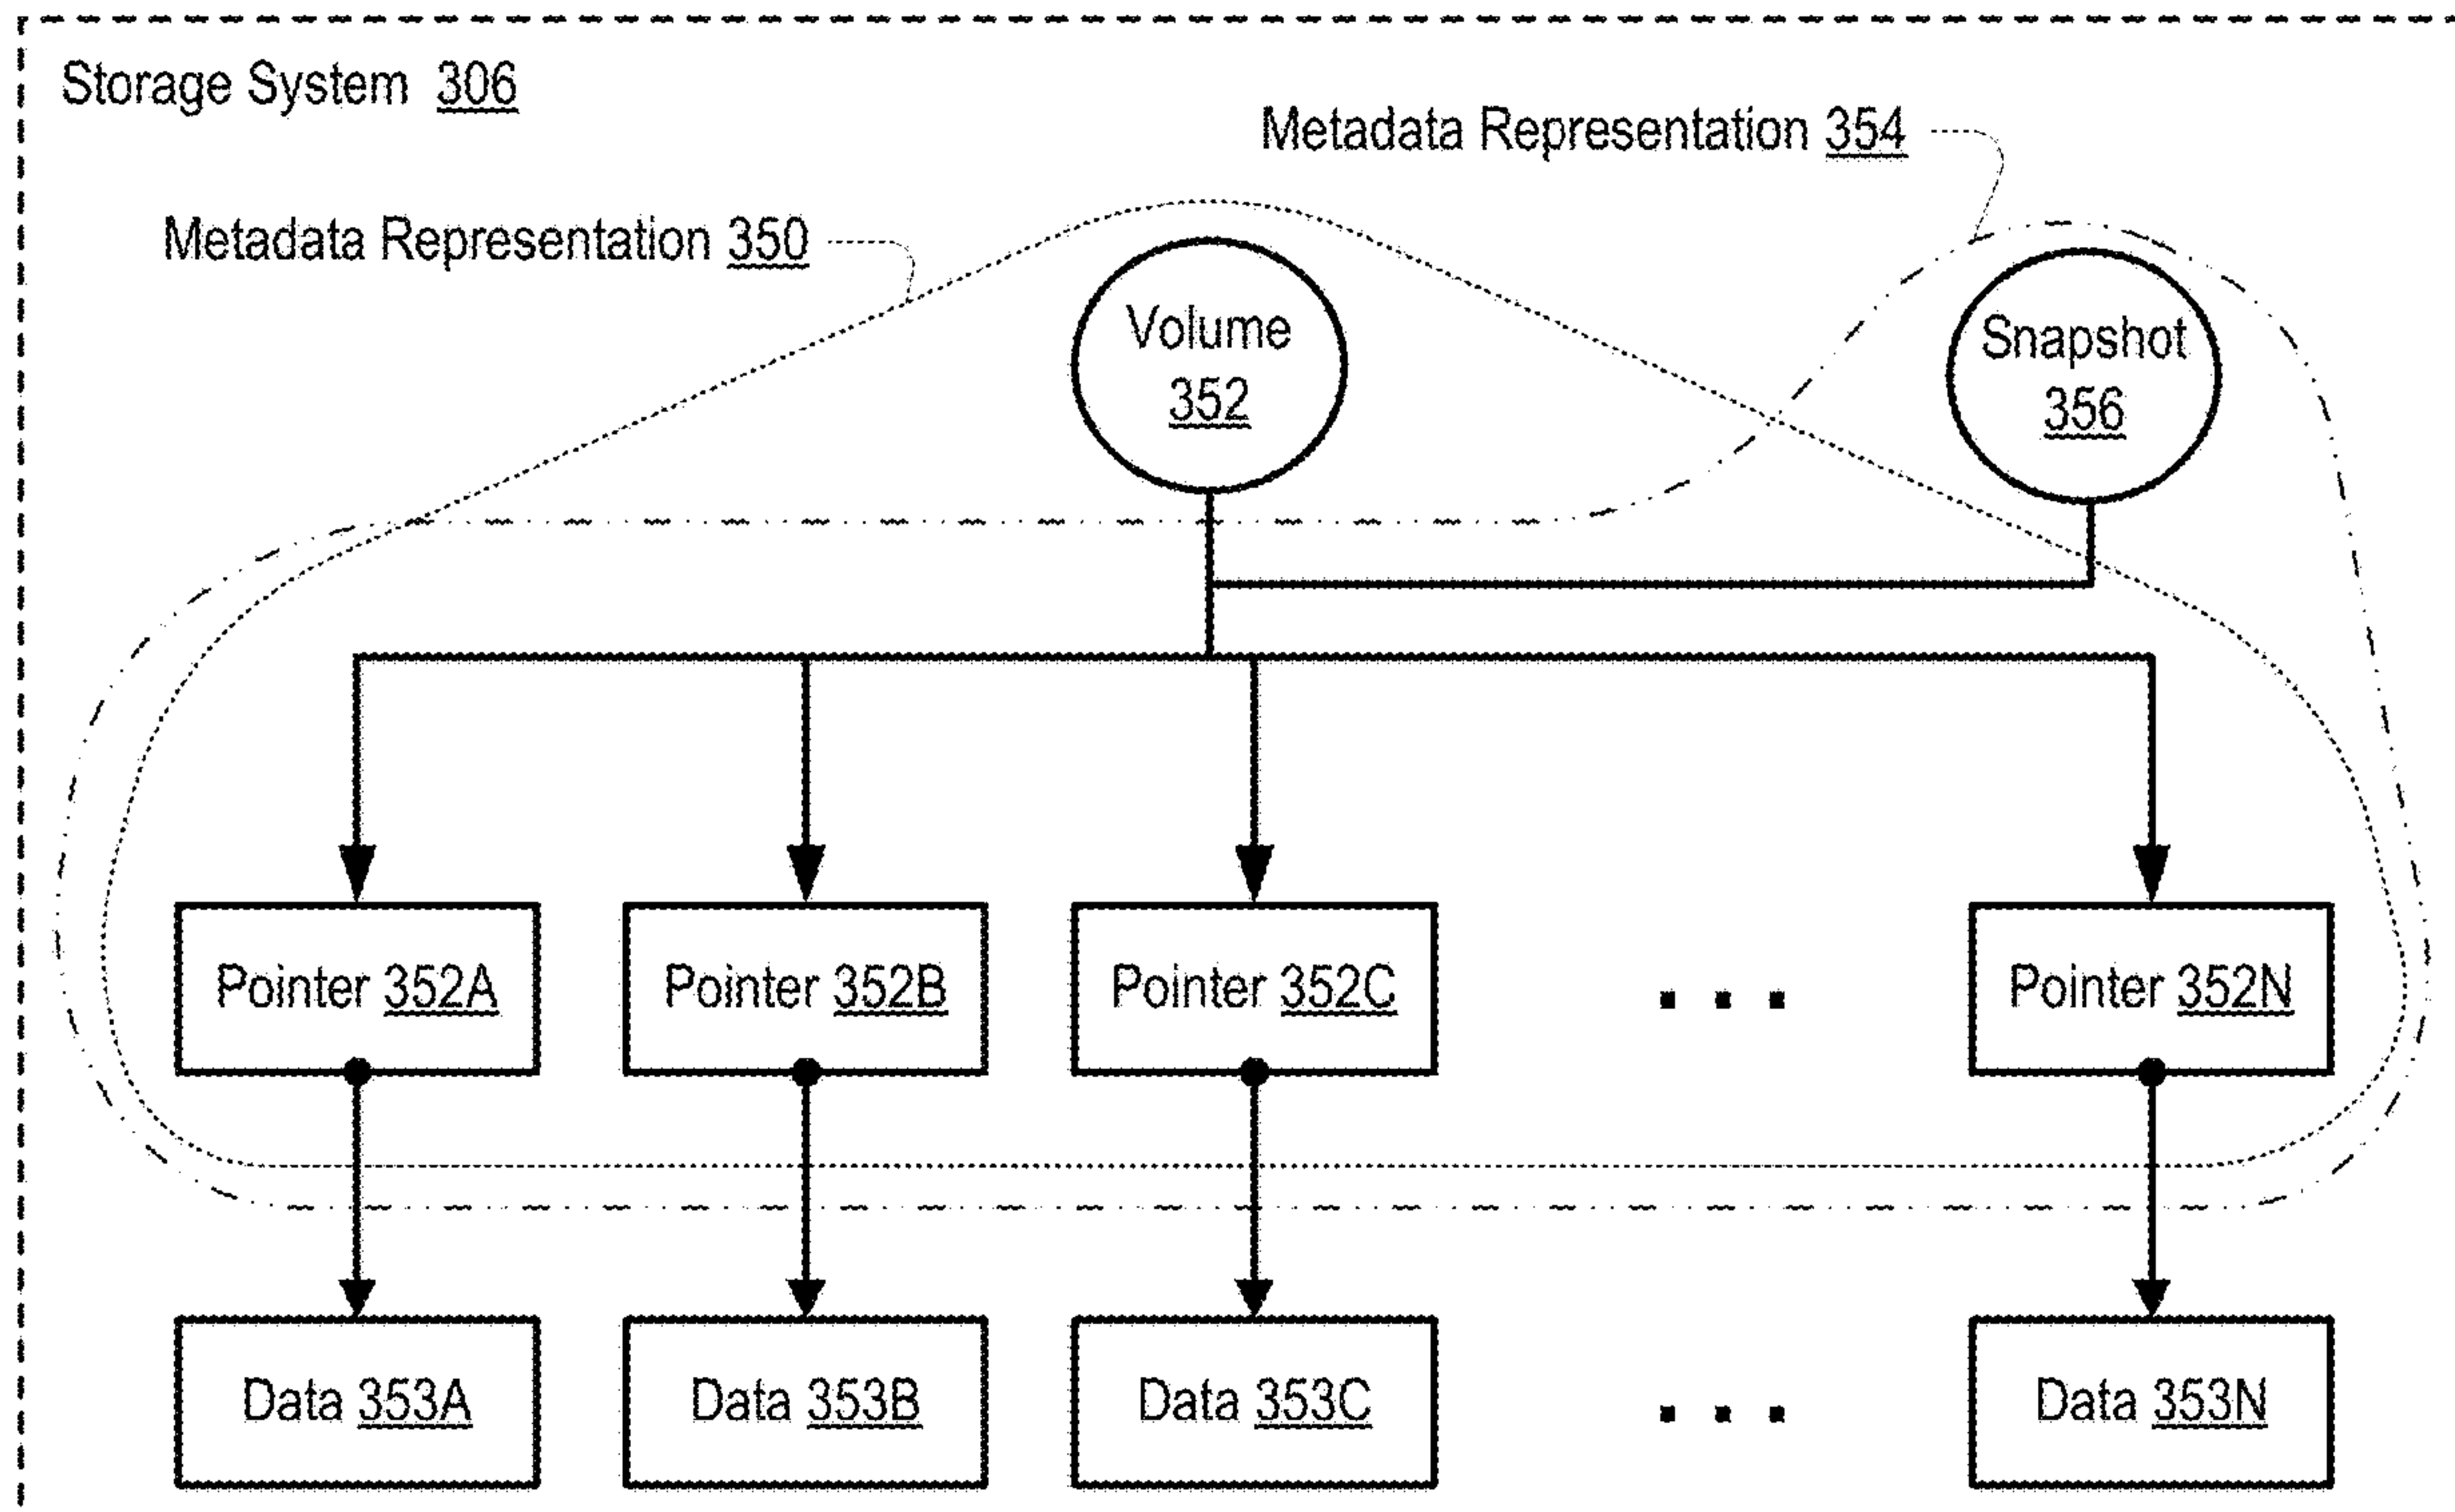 Storage System 306
Metadata Representation 354
Metadata Representation 350
Volume
352
Snapshot
356
Pointer 352A
Pointer 352B
Pointer 352C
. . .
Pointer 352N
Data 353A
Data 353B
Data 353C
. . .
Data 353N